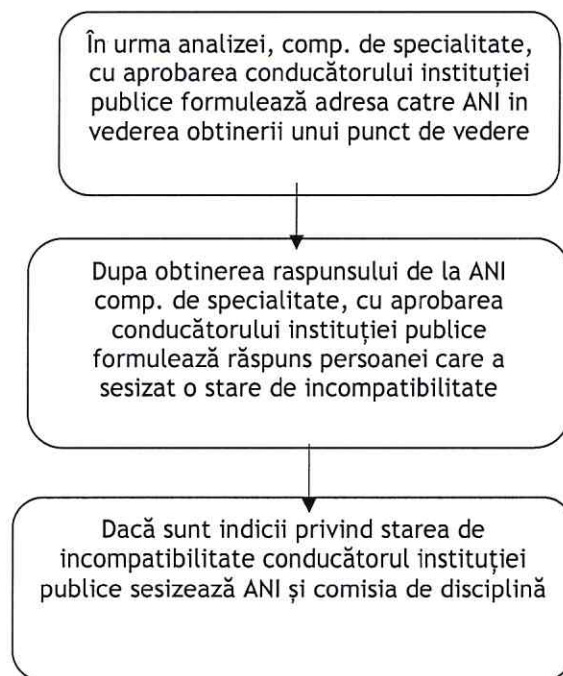 În urma analizei, comp. de specialitate,
cu aprobarea conducătorului instituției
publice formulează adresa catre ANI in
vederea obtinerii unui punct de vedere
Dupa obtinerea raspunsului de la ANI
comp. de specialitate, cu aprobarea
conducătorului instituției publice
formulează răspuns persoanei care a
sesizat o stare de incompatibilitate
Dacă sunt indicii privind starea de
incompatibilitate conducătorul instituției
publice sesizează ANI și comisia de disciplină